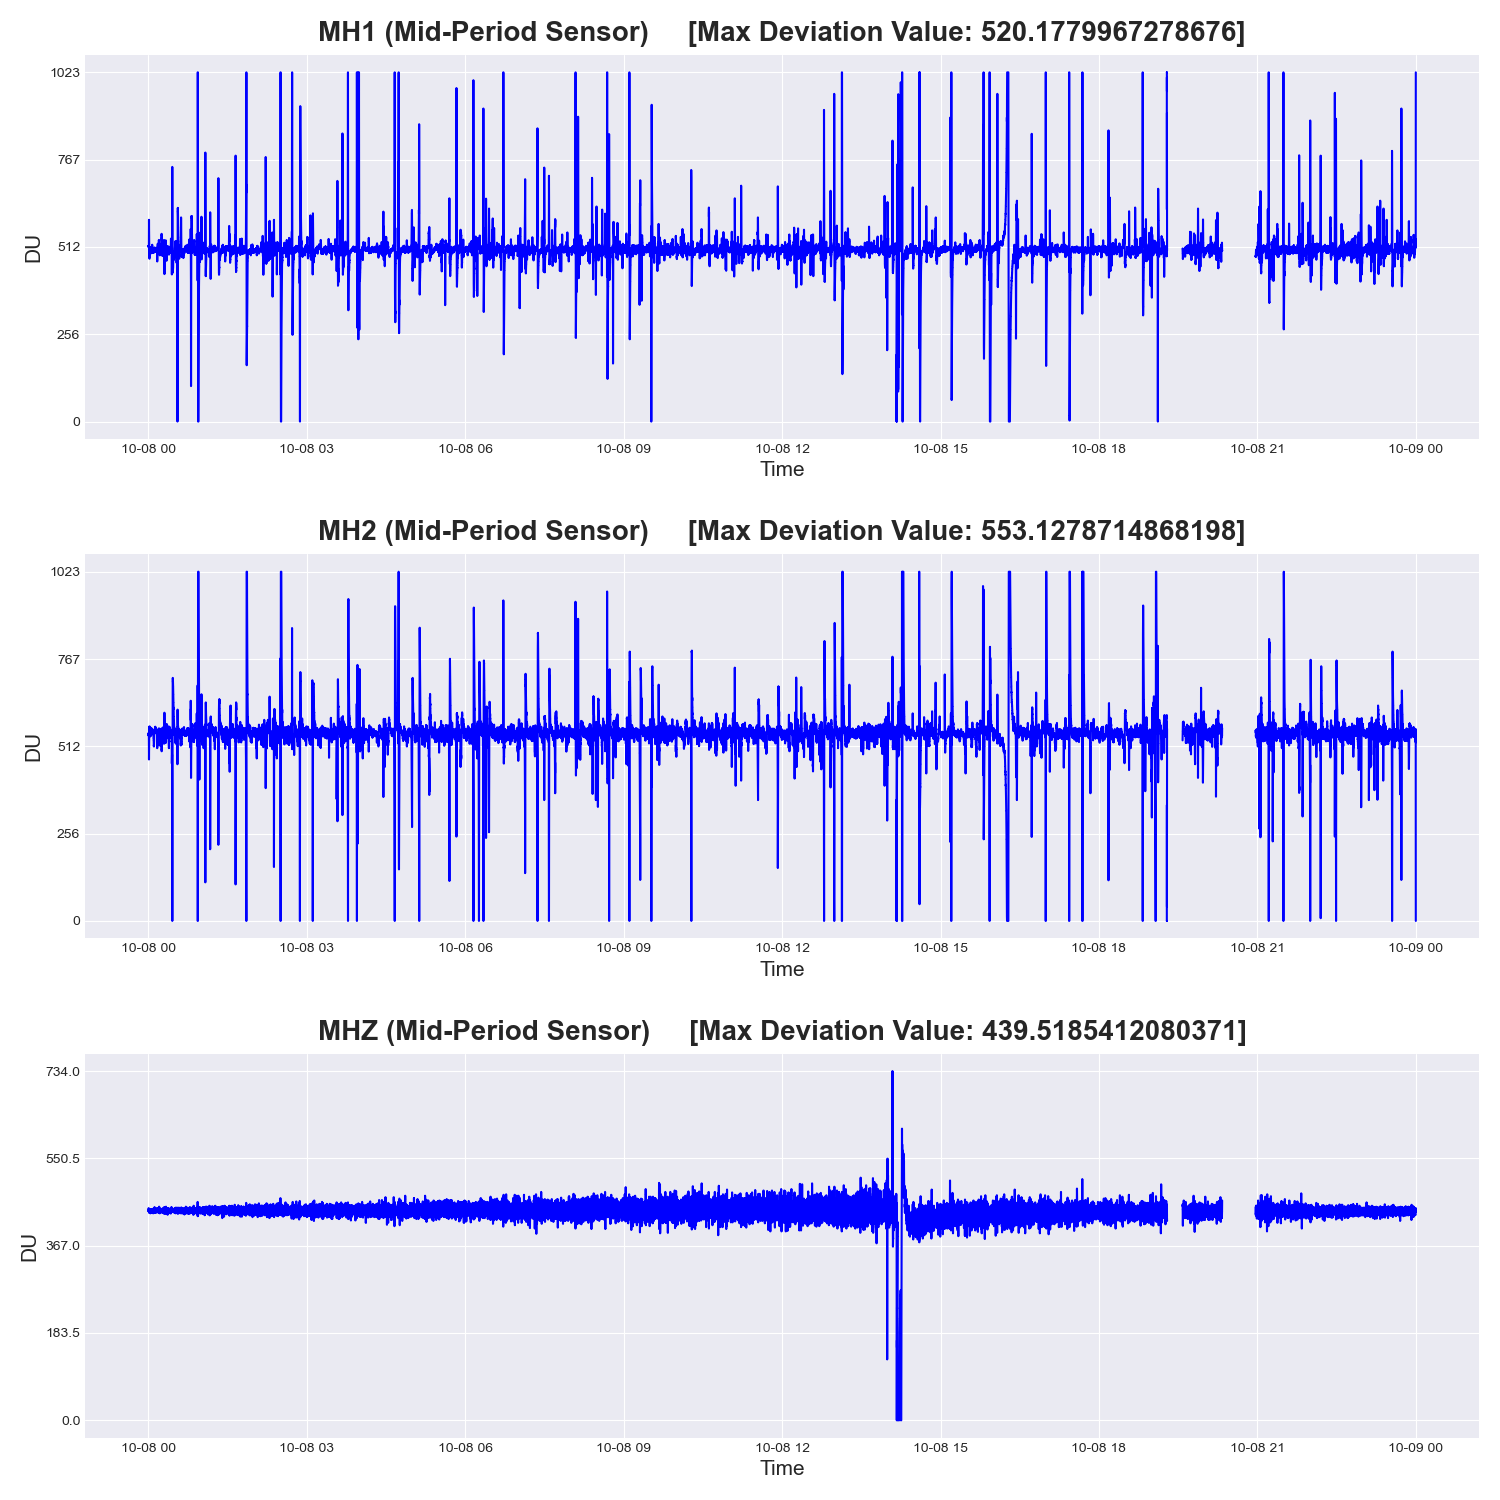 MH1 (Mid-Period Sensor) [Max Deviation Value: 520.1779967278676]
1023
767
512
256
0
DU
10-08 00 10-08 03 10-08 06 10-08 09 10-08 12 10-08 15 10-08 18 10-08 21 10-09 00
Time
MH2 (Mid-Period Sensor) [Max Deviation Value: 553.1278714868198]
1023
767
512
256
0
DU
10-08 00 10-08 03 10-08 06 10-08 09 10-08 12 10-08 15 10-08 18 10-08 21 10-09 00
Time
MHZ (Mid-Period Sensor) [Max Deviation Value: 439.5185412080371]
734.0
550.5
367.0
183.5
0.0
DU
10-08 00 10-08 03 10-08 06 10-08 09 10-08 12 10-08 15 10-08 18 10-08 21 10-09 00
Time